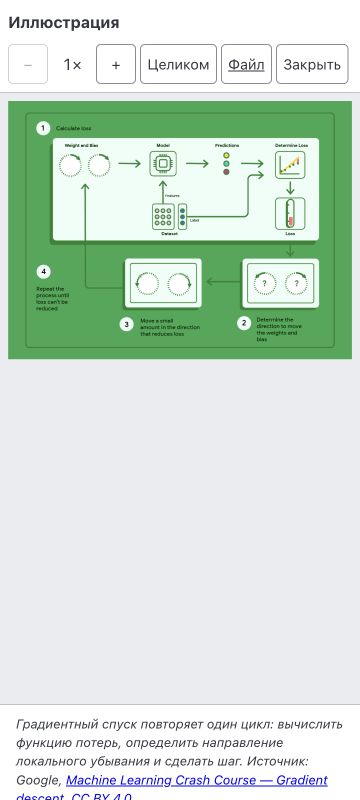 Иллюстрация
−
1×
+
Целиком
Файл
Закрыть
1
Calculate loss
Weight and Bias
Model
Predictions
Determine Loss
Features
Label
Dataset
Loss
4
Repeat the
process until
loss can't be
reduced
3
Move a small
amount in the direction
that reduces loss
? ?
2
Determine the
direction to move
the weights and
bias
Градиентный спуск повторяет один цикл: вычислить
функцию потерь, определить направление
локального убывания и сделать шаг. Источник:
Google, Machine Learning Crash Course — Gradient
descent, CC BY 4.0